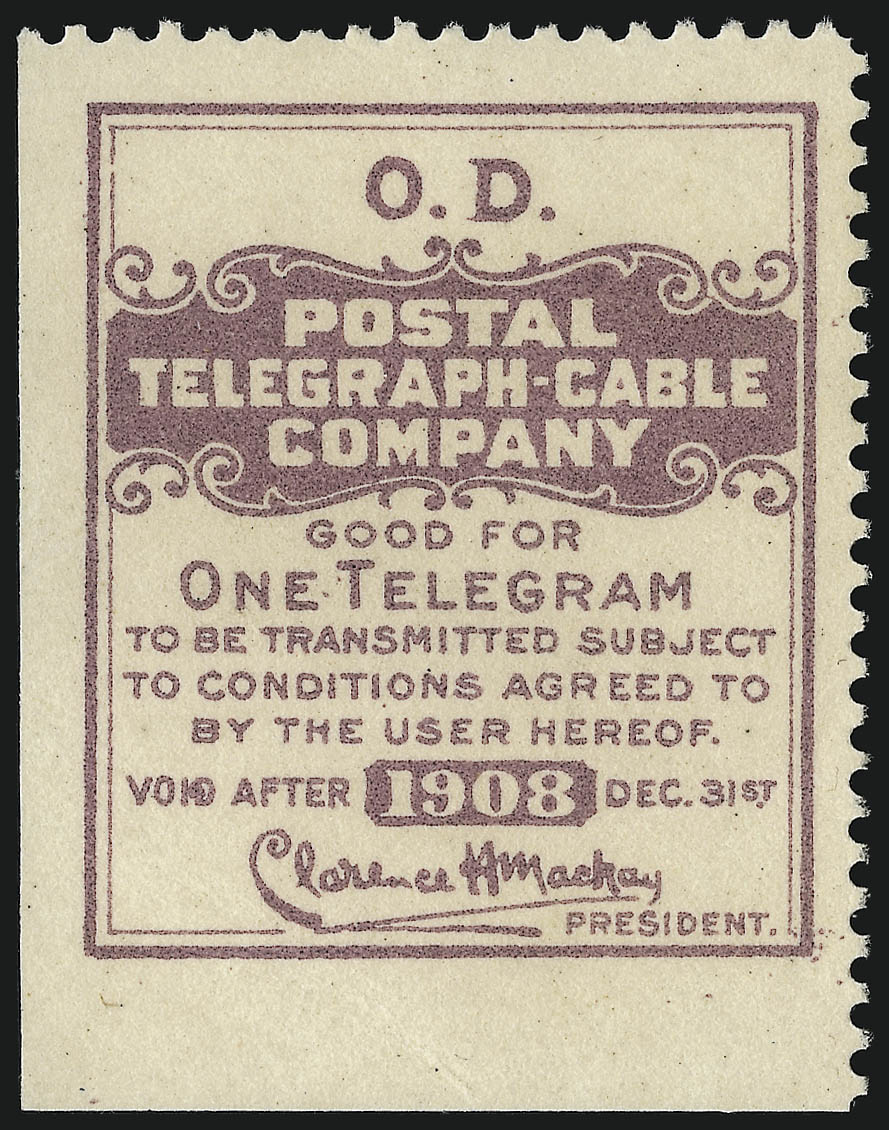 O. D.
POSTAL
TELEGRAPH-CABLE
COMPANY
GOOD FOR
ONE TELEGRAM
TO BE TRANSMITTED SUBJECT
TO CONDITIONS AGREED TO
BY THE USER HEREOF.
VOID AFTER 1908 DEC. 31ST
Clarence H Mackay
PRESIDENT.